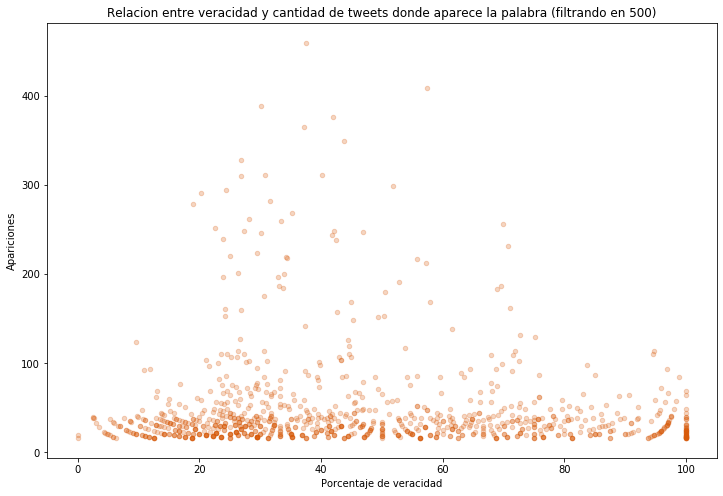 Relacion entre veracidad y cantidad de tweets donde aparece la palabra (filtrando en 500)
Apariciones
400
300
200
100
0
0 20 40 60 80 100
Porcentaje de veracidad